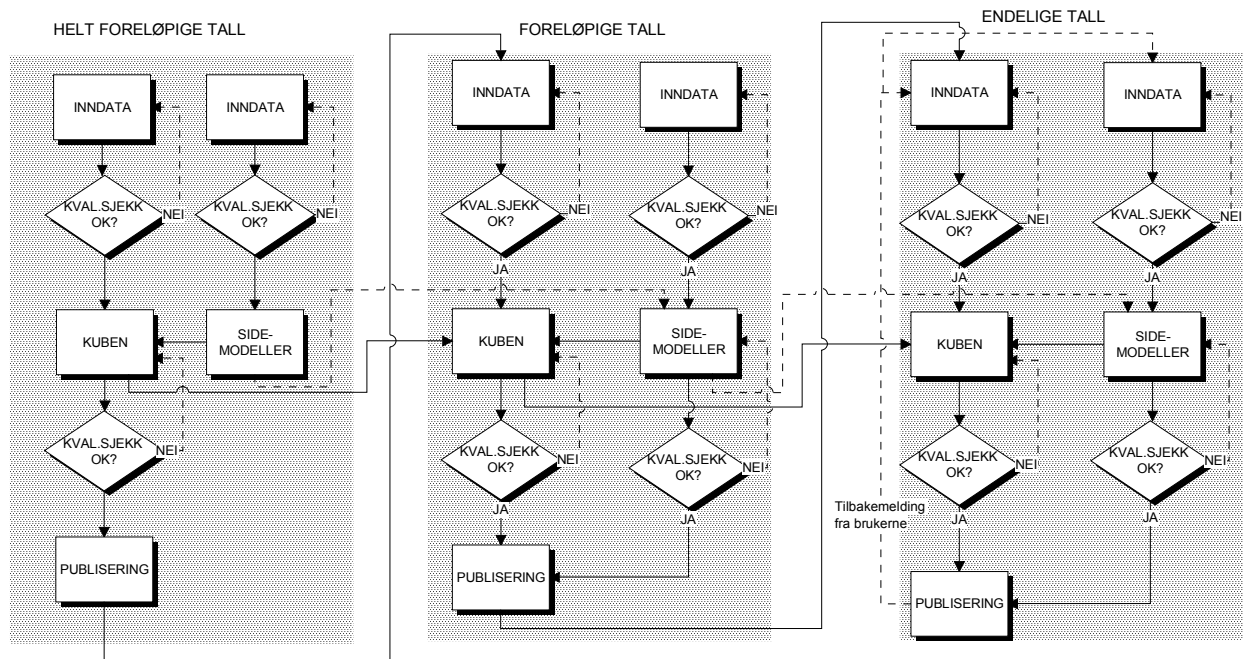 HELT FORELØPIGE TALL
INNDATA
INNDATA
KVAL.SJEKK
OK?
NEI
KVAL.SJEKK
OK?
NEI
KUBEN
SIDE-
MODELLER
KVAL.SJEKK
OK?
NEI
PUBLISERING
FORELØPIGE TALL
INNDATA
INNDATA
KVAL.SJEKK
OK?
NEI
JA
KVAL.SJEKK
OK?
NEI
JA
KUBEN
SIDE-
MODELLER
KVAL.SJEKK
OK?
NEI
JA
KVAL.SJEKK
OK?
NEI
JA
PUBLISERING
ENDELIGE TALL
INNDATA
INNDATA
KVAL.SJEKK
OK?
NEI
JA
KVAL.SJEKK
OK?
NEI
JA
KUBEN
SIDE-
MODELLER
KVAL.SJEKK
OK?
NEI
JA
KVAL.SJEKK
OK?
NEI
JA
Tilbakemelding
fra brukerne
PUBLISERING